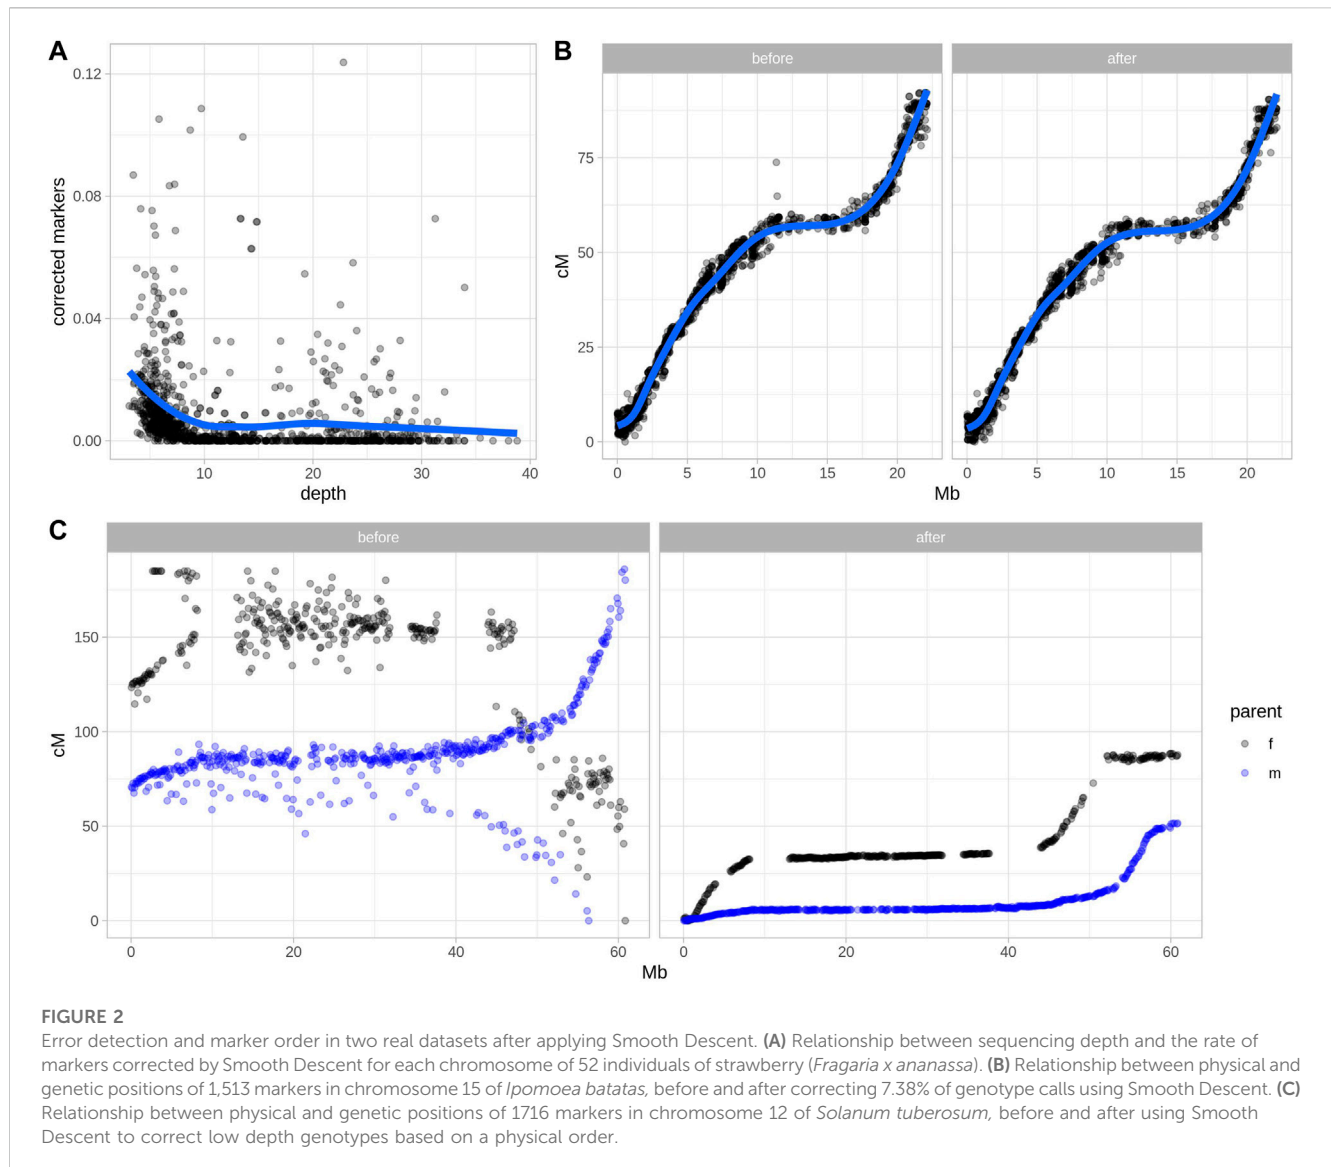 A
0.12
0.08
0.04
0.00
corrected markers
10
20
30
40
depth
B
before
after
75
50
25
0
cM
0
5
10
15
20
0
5
10
15
20
Mb
C
before
after
150
100
50
0
cM
0
20
40
60
0
20
40
60
Mb
parent
f
m
FIGURE 2
Error detection and marker order in two real datasets after applying Smooth Descent. (A) Relationship between sequencing depth and the rate of
markers corrected by Smooth Descent for each chromosome of 52 individuals of strawberry (Fragaria x ananassa). (B) Relationship between physical and
genetic positions of 1,513 markers in chromosome 15 of Ipomoea batatas, before and after correcting 7.38% of genotype calls using Smooth Descent. (C)
Relationship between physical and genetic positions of 1716 markers in chromosome 12 of Solanum tuberosum, before and after using Smooth
Descent to correct low depth genotypes based on a physical order.